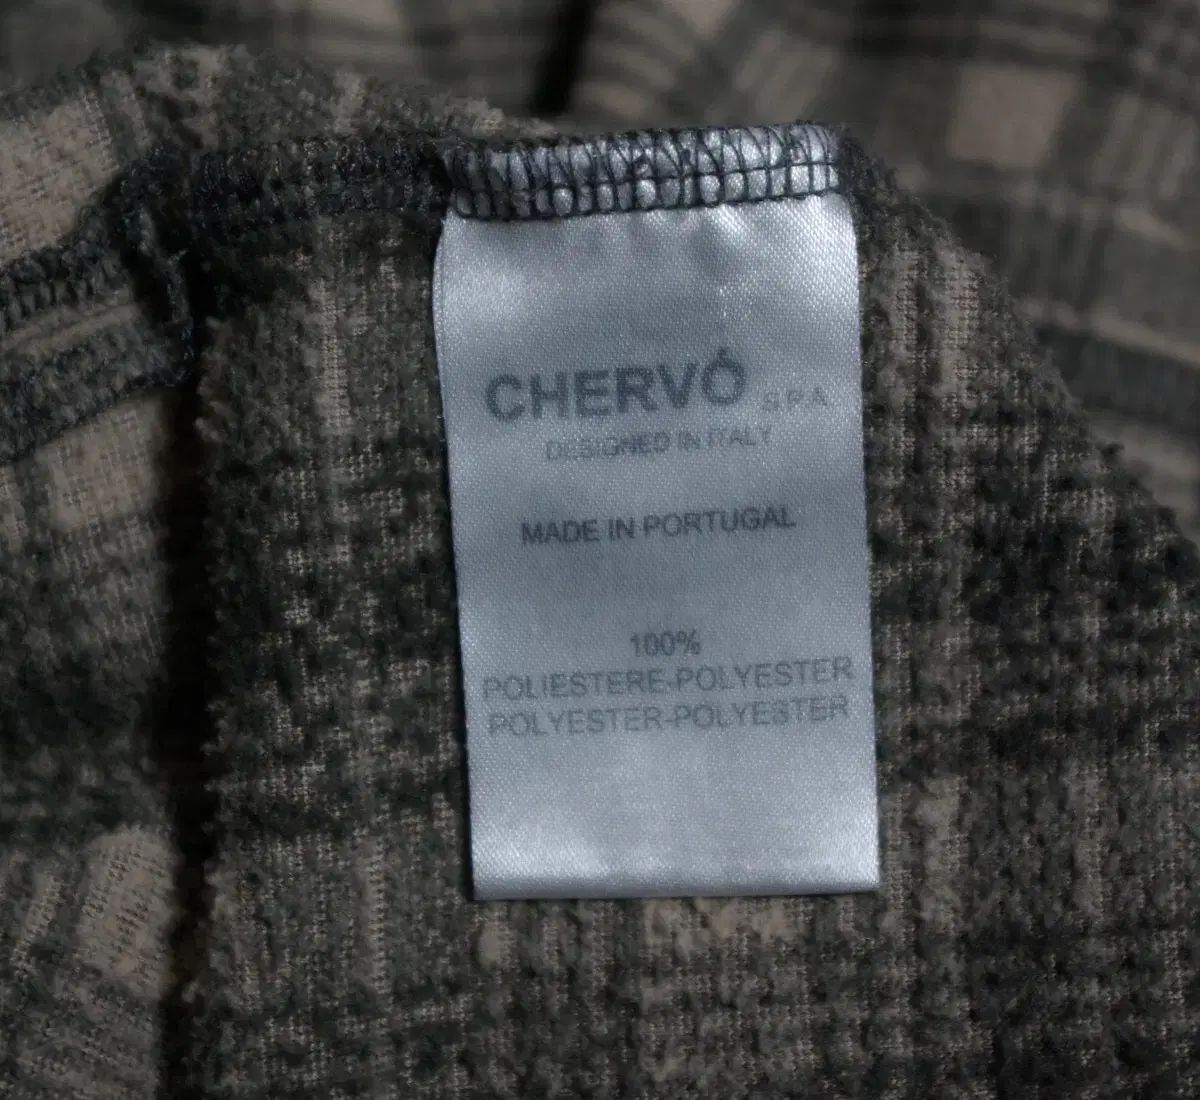 CHERVÒ S.P.A.
DESIGNED IN ITALY
MADE IN PORTUGAL
100%
POLIESTERE-POLYESTER
POLYESTER-POLYESTER